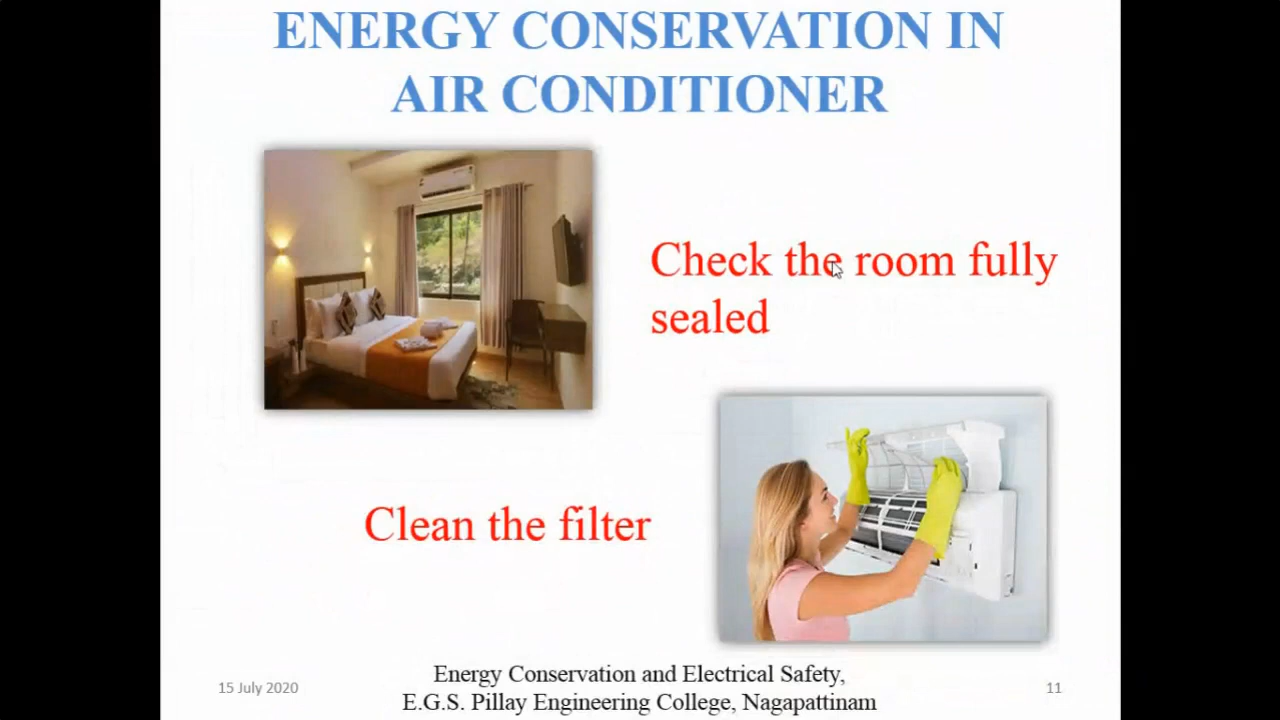 ENERGY CONSERVATION IN
AIR CONDITIONER
Check the room fully
sealed
Clean the filter
15 July 2020
Energy Conservation and Electrical Safety,
E.G.S. Pillay Engineering College, Nagapattinam
11